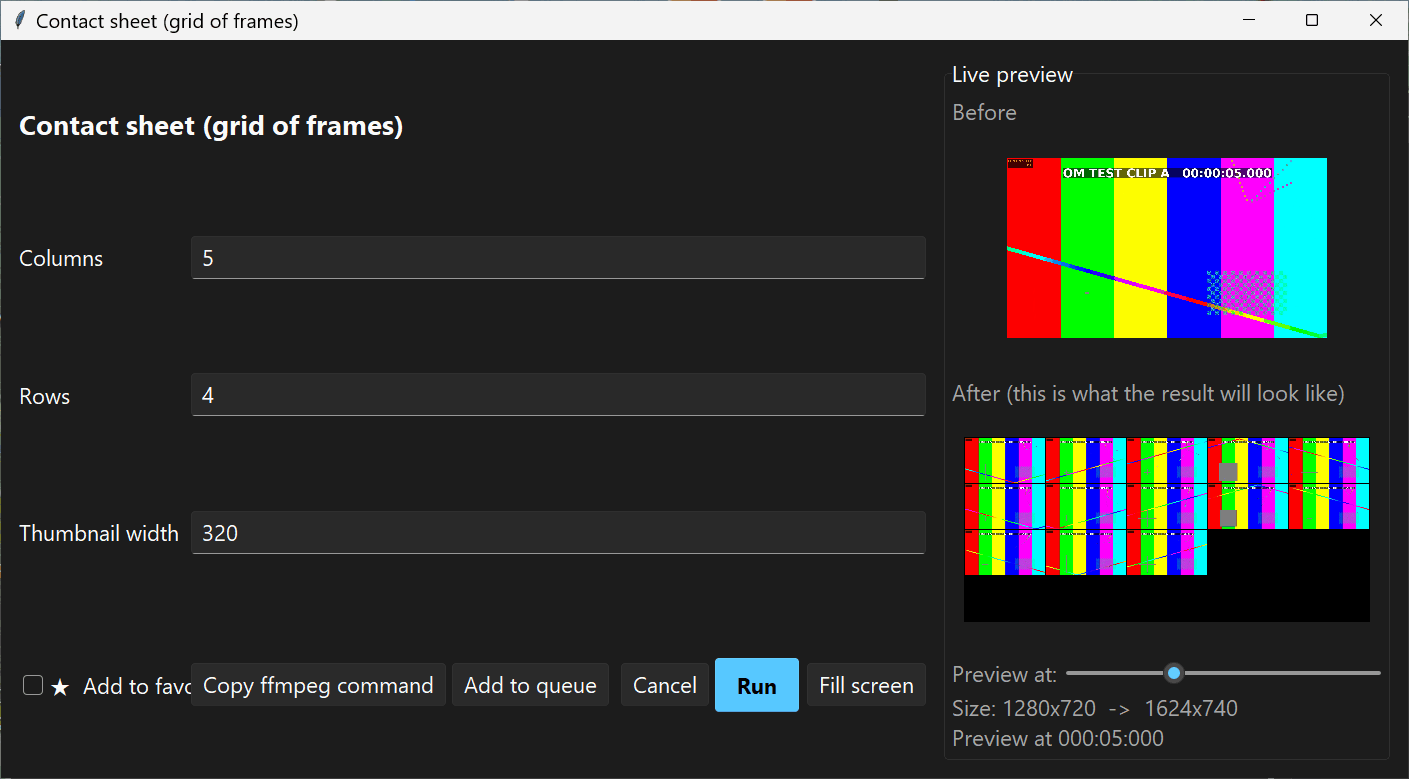 Contact sheet (grid of frames)
Live preview
Before
Contact sheet (grid of frames)
OM TEST CLIP A 00:00:05.000
Columns
5
Rows
4
After (this is what the result will look like)
Thumbnail width
320
★ Add to favo
Copy ffmpeg command
Add to queue
Cancel
Run
Fill screen
Preview at:
Size: 1280x720 -> 1624x740
Preview at 000:05:000